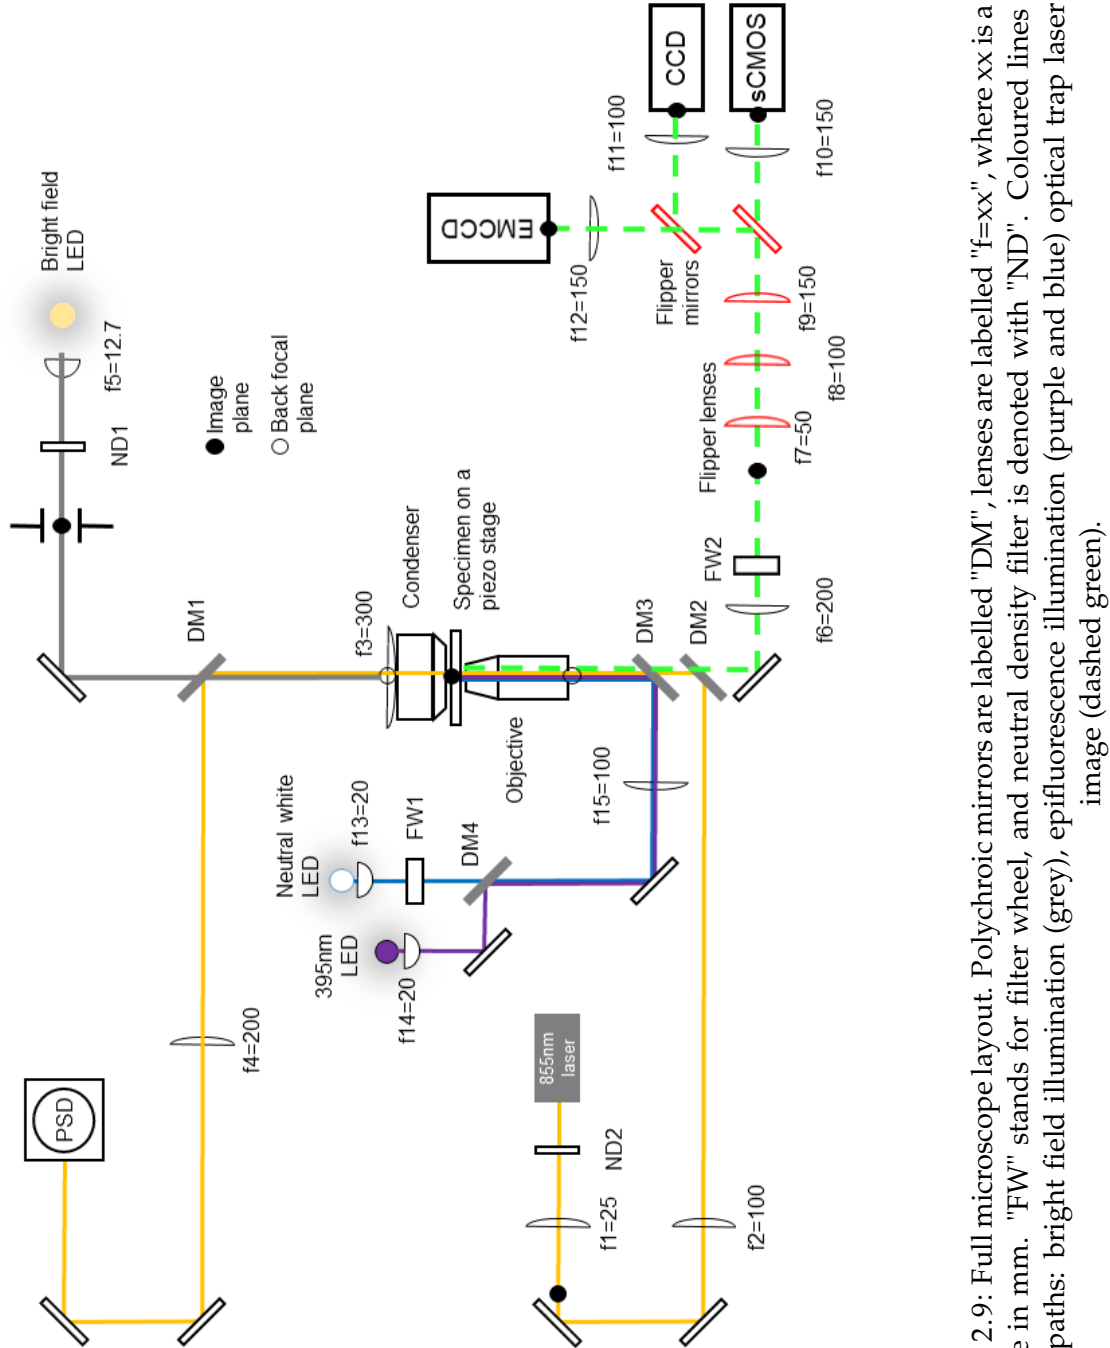 PSD
f4=200
DM1
Bright field
LED
f5=12.7
ND1
Image
plane
Back focal
plane
f3=300
Condenser
Specimen on a
piezo stage
Objective
Neutral white
LED
f13=20
FW1
DM4
395nm
LED
f14=20
f15=100
DM3
DM2
855nm
laser
ND2
f1=25
f2=100
f6=200
FW2
Flipper lenses
f7=50
f8=100
f9=150
Flipper
mirrors
EMCCD
f12=150
CCD
f11=100
sCMOS
f10=150
2.9: Full microscope layout. Polychroic mirrors are labelled "DM", lenses are labelled "f=xx", where xx is a
e in mm. "FW" stands for filter wheel, and neutral density filter is denoted with "ND". Coloured lines
paths: bright field illumination (grey), epifluorescence illumination (purple and blue) optical trap laser
image (dashed green).